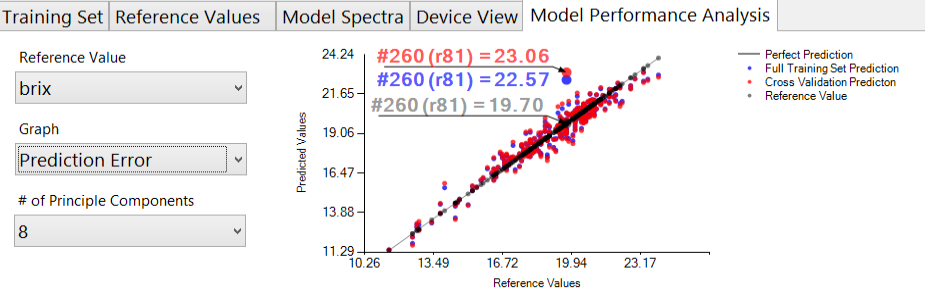 Training Set Reference Values Model Spectra Device View Model Performance Analysis
Reference Value
brix
Graph
Prediction Error
# of Principle Components
8
24.24
21.65
19.06
16.47
13.88
11.29
Predicted Values
#260 (r81) = 23.06
#260 (r81) = 22.57
#260 (r81) = 19.70
10.26 13.49 16.72 19.94 23.17
Reference Values
Perfect Prediction
Full Training Set Prediction
Cross Validation Predicton
Reference Value